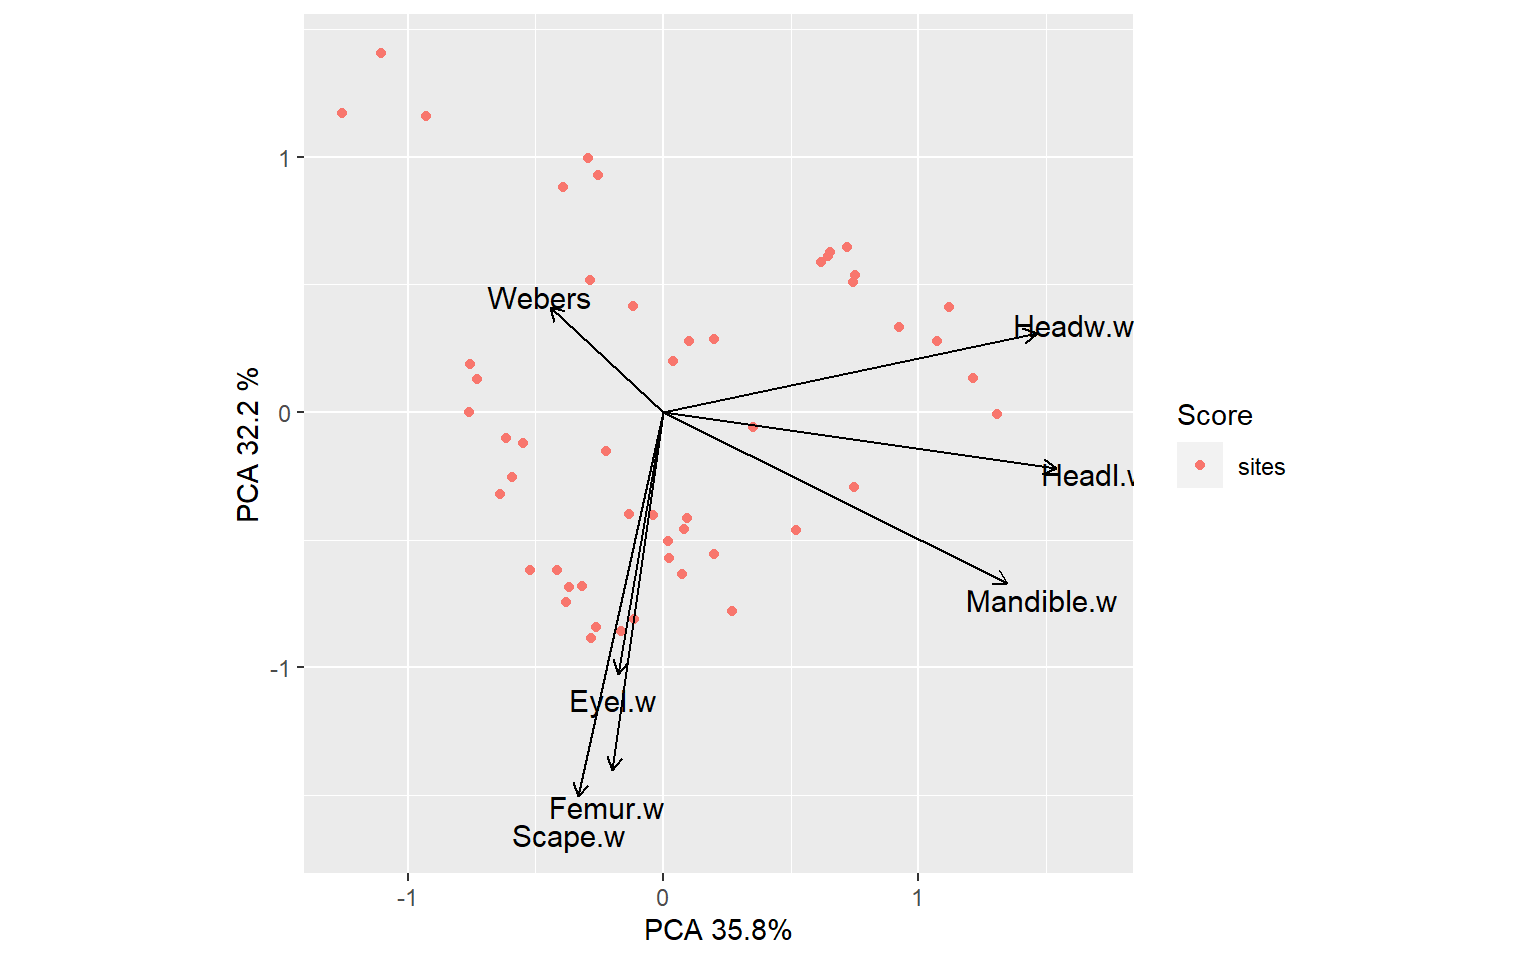 1
0
-1
PCA 32.2 %
Webers
Headw.w
Headl.w
Mandible.w
Eyel.w
Femur.w
Scape.w
-1
0
1
PCA 35.8%
Score
sites